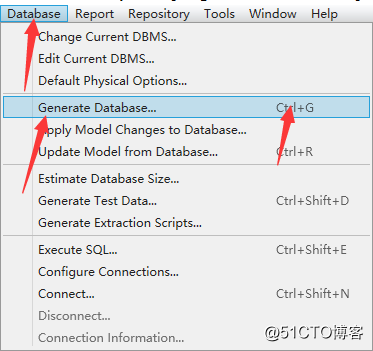 Database Report Repository Tools Window Help
Change Current DBMS...
Edit Current DBMS...
Default Physical Options...
Generate Database... Ctrl+G
Apply Model Changes to Database...
Update Model from Database... Ctrl+R
Estimate Database Size...
Generate Test Data... Ctrl+Shift+D
Generate Extraction Scripts...
Execute SQL... Ctrl+Shift+E
Configure Connections...
Connect... Ctrl+Shift+N
Disconnect...
Connection Information...
@51CTO博客